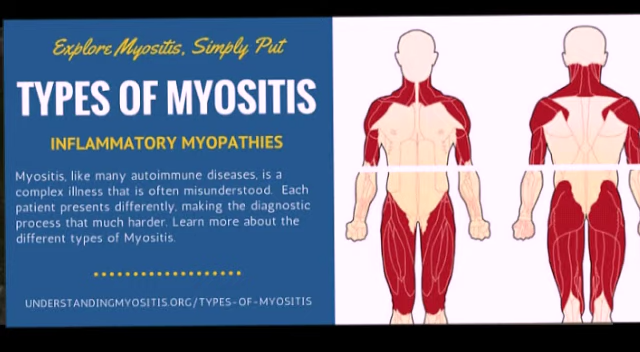 Explore Myositis, Simply Put
TYPES OF MYOSITIS
INFLAMMATORY MYOPATHIES
Myositis, like many autoimmune diseases, is a
complex illness that is often misunderstood. Each
patient presents differently, making the diagnostic
process that much harder. Learn more about the
different types of Myositis.
UNDERSTANDINGMYOSITIS.ORG/TYPES-OF-MYOSITIS